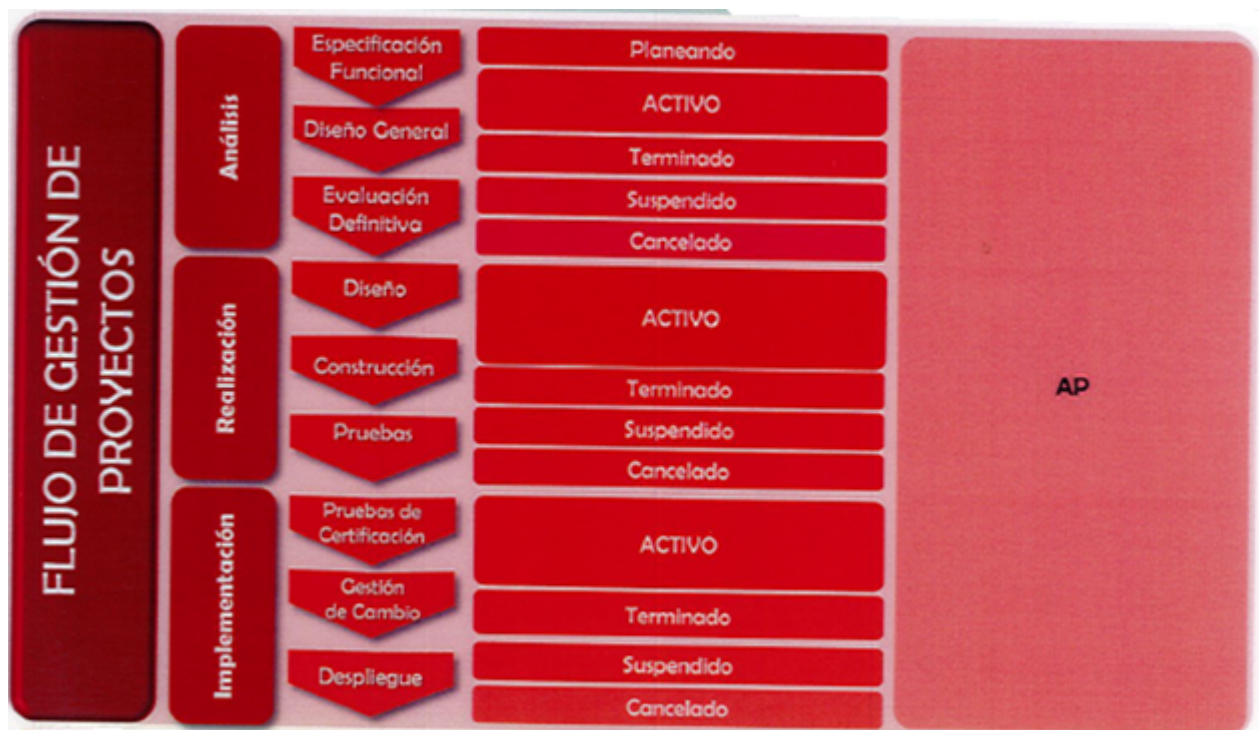 FLUJO DE GESTIÓN DE
PROYECTOS
Análisis
Especificación
Funcional
Diseño General
Evaluación
Definitiva
Planeando
ACTIVO
Terminado
Suspendido
Cancelado
Realización
Diseño
Construcción
Pruebas
ACTIVO
Terminado
Suspendido
Cancelado
Implementación
Pruebas de
Certificación
Gestión
de Cambio
Despliegue
ACTIVO
Terminado
Suspendido
Cancelado
AP